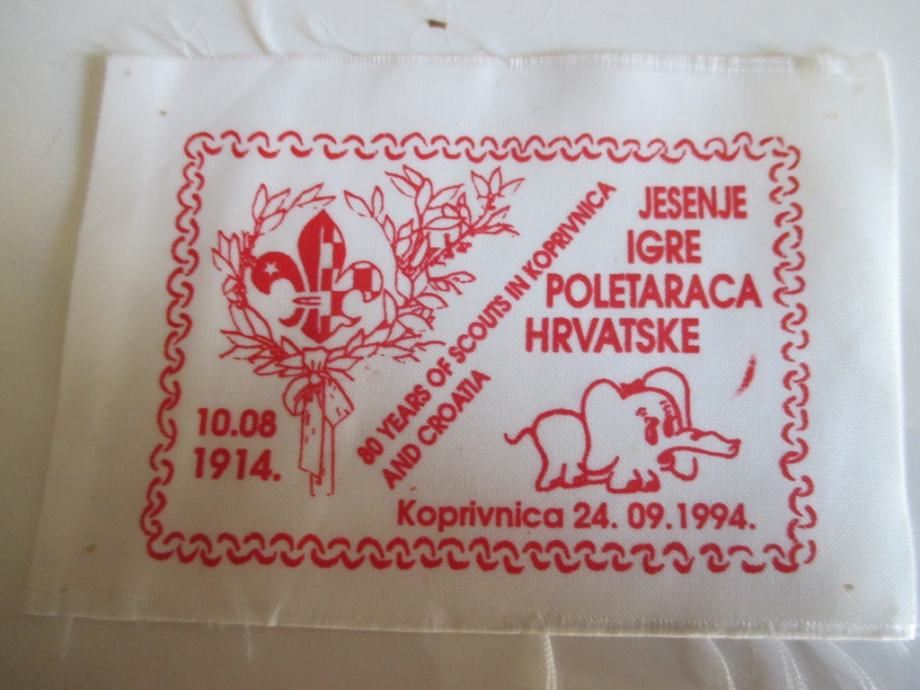 JESENJE
IGRE
POLETARACA
HRVATSKE
80 YEARS OF SCOUTS IN KOPRIVNICA
AND CROATIA
10.08
1914.
Koprivnica 24. 09.1994.